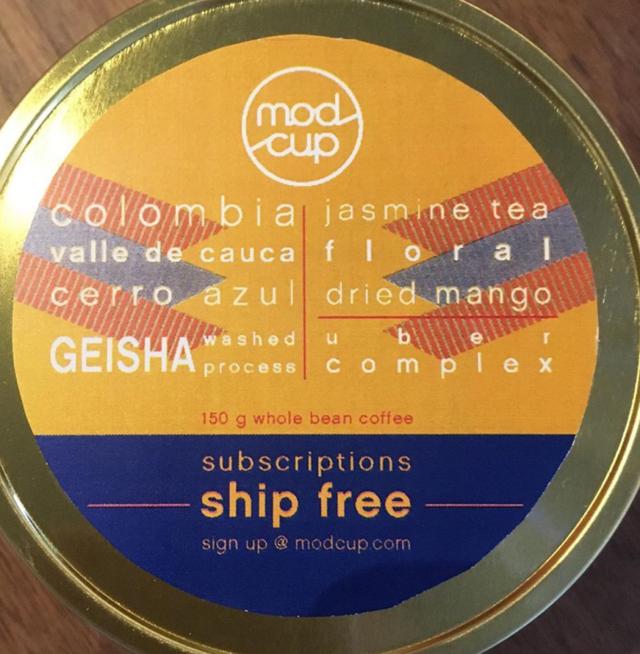 mod
cup
colombia
valle de cauca
cerro azul
GEISHA washed
process
jasmine tea
floral
dried mango
uber
complex
150 g whole bean coffee
subscriptions
ship free
sign up @ modcup.com